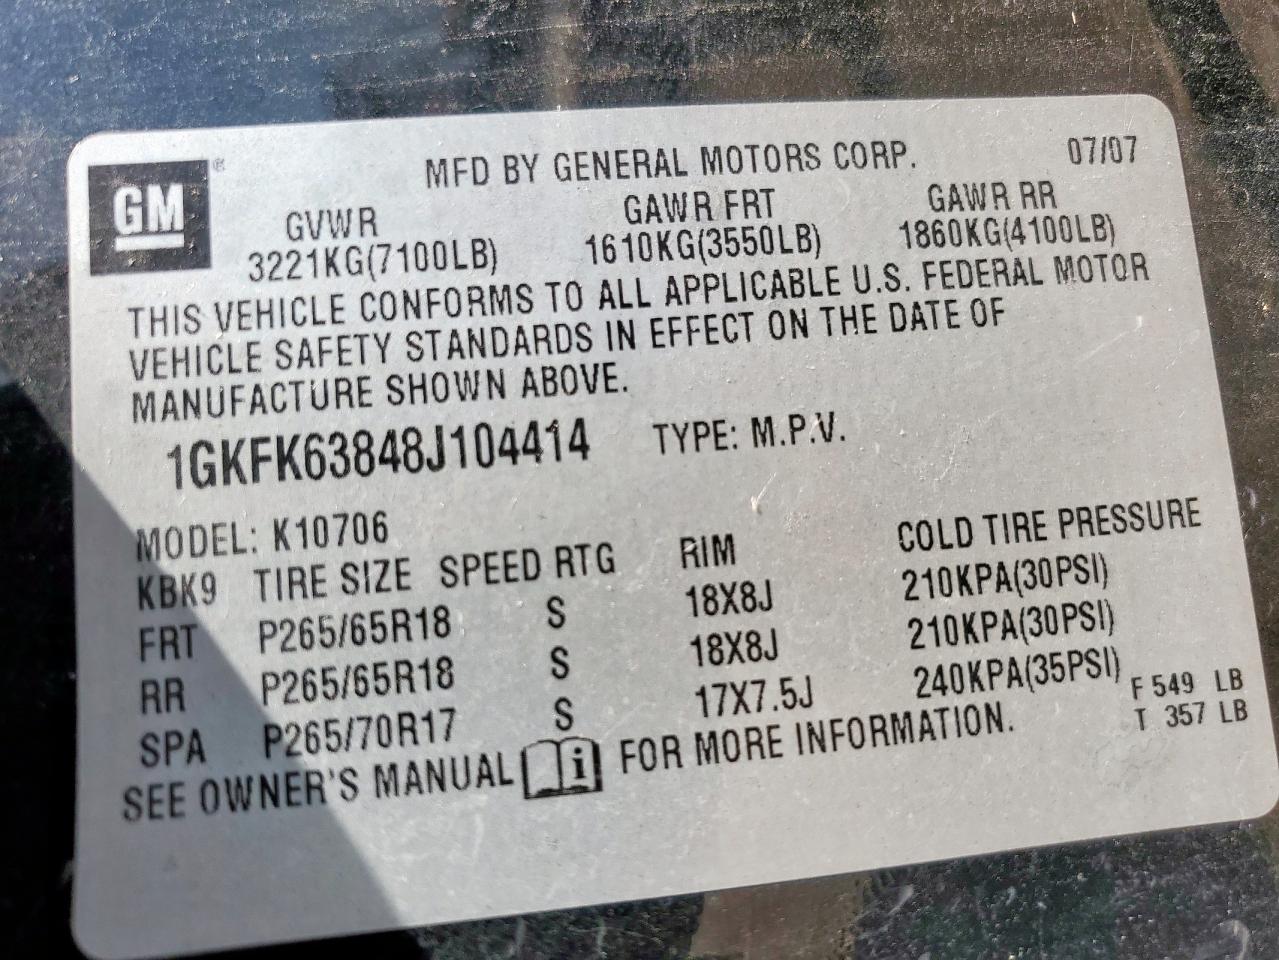 GM®
MFD BY GENERAL MOTORS CORP. 07/07
GVWR GAWR FRT GAWR RR
3221KG(7100LB) 1610KG(3550LB) 1860KG(4100LB)
THIS VEHICLE CONFORMS TO ALL APPLICABLE U.S. FEDERAL MOTOR
VEHICLE SAFETY STANDARDS IN EFFECT ON THE DATE OF
MANUFACTURE SHOWN ABOVE.
1GKFK63848J104414 TYPE: M.P.V.
MODEL: K10706
KBK9 TIRE SIZE SPEED RTG RIM COLD TIRE PRESSURE
FRT P265/65R18 S 18X8J 210KPA(30PSI)
RR P265/65R18 S 18X8J 210KPA(30PSI)
SPA P265/70R17 S 17X7.5J 240KPA(35PSI)
SEE OWNER'S MANUAL i FOR MORE INFORMATION.
F 549 LB
T 357 LB